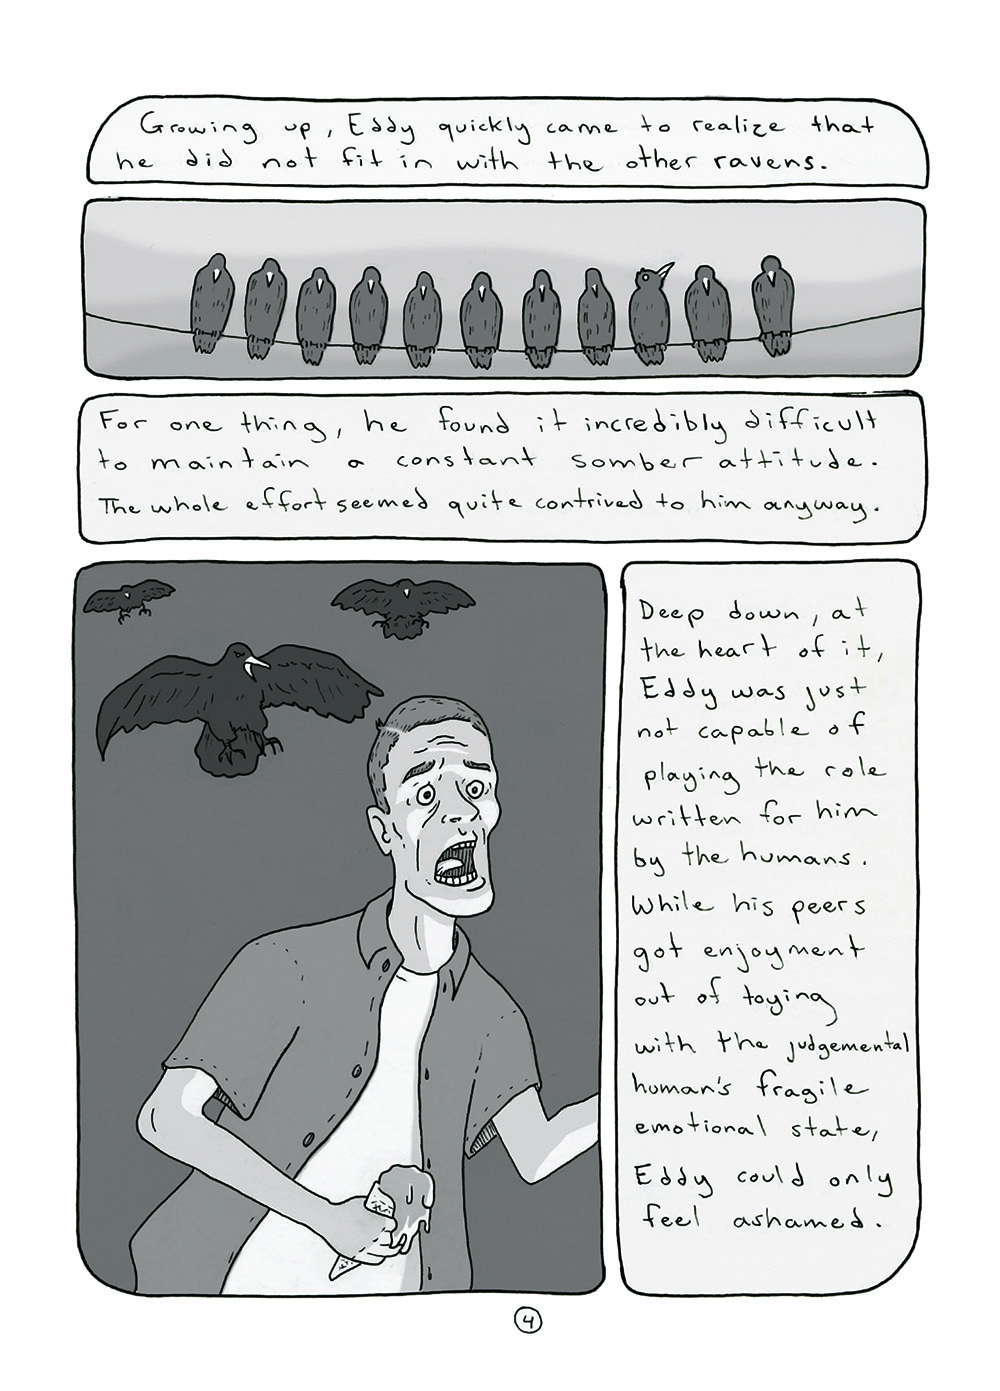 Growing up, Eddy quickly came to realize that
he did not fit in with the other ravens.
For one thing, he found it incredibly difficult
to maintain a constant somber attitude.
The whole effort seemed quite contrived to him anyway.
Deep down, at
the heart of it,
Eddy was just
not capable of
playing the role
written for him
by the humans.
While his peers
got enjoyment
out of toying
with the judgemental
human's fragile
emotional state,
Eddy could only
feel ashamed.
4